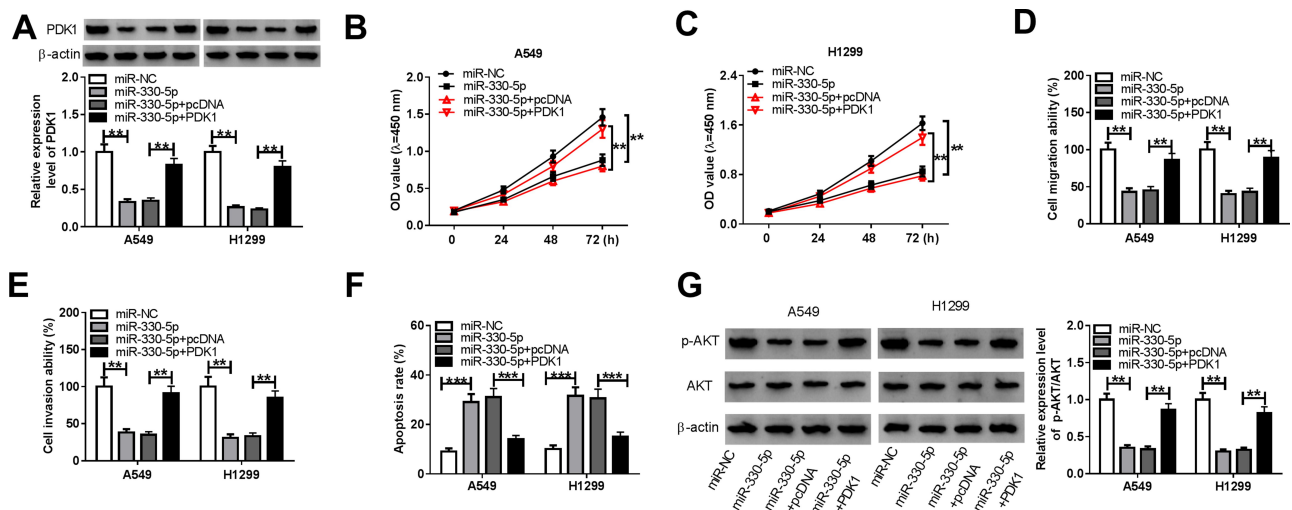 A
PDK1
β-actin
Relative expression
level of PDK1
2.0
1.5
1.0
0.5
0.0
miR-NC
miR-330-5p
miR-330-5p+pcDNA
miR-330-5p+PDK1
** ** ** **
A549 H1299
B
A549
OD value (λ=450 nm)
2.0
1.5
1.0
0.5
0.0
miR-NC
miR-330-5p
miR-330-5p+pcDNA
miR-330-5p+PDK1
** **
0 24 48 72 (h)
C
H1299
OD value (λ=450 nm)
2.4
1.8
1.2
0.6
0.0
miR-NC
miR-330-5p
miR-330-5p+pcDNA
miR-330-5p+PDK1
** **
0 24 48 72 (h)
D
Cell migration ability (%)
200
150
100
50
0
miR-NC
miR-330-5p
miR-330-5p+pcDNA
miR-330-5p+PDK1
** ** ** **
A549 H1299
E
Cell invasion ability (%)
200
150
100
50
0
miR-NC
miR-330-5p
miR-330-5p+pcDNA
miR-330-5p+PDK1
** ** ** **
A549 H1299
F
Apoptosis rate (%)
60
40
20
0
miR-NC
miR-330-5p
miR-330-5p+pcDNA
miR-330-5p+PDK1
*** *** *** ***
A549 H1299
G
A549 H1299
p-AKT
AKT
β-actin
miR-NC
miR-330-5p
miR-330-5p
+pcDNA
miR-330-5p
+PDK1
miR-NC
miR-330-5p
miR-330-5p
+pcDNA
miR-330-5p
+PDK1
Relative expression level
of p-AKT/AKT
2.0
1.5
1.0
0.5
0.0
miR-NC
miR-330-5p
miR-330-5p+pcDNA
miR-330-5p+PDK1
** ** ** **
A549 H1299